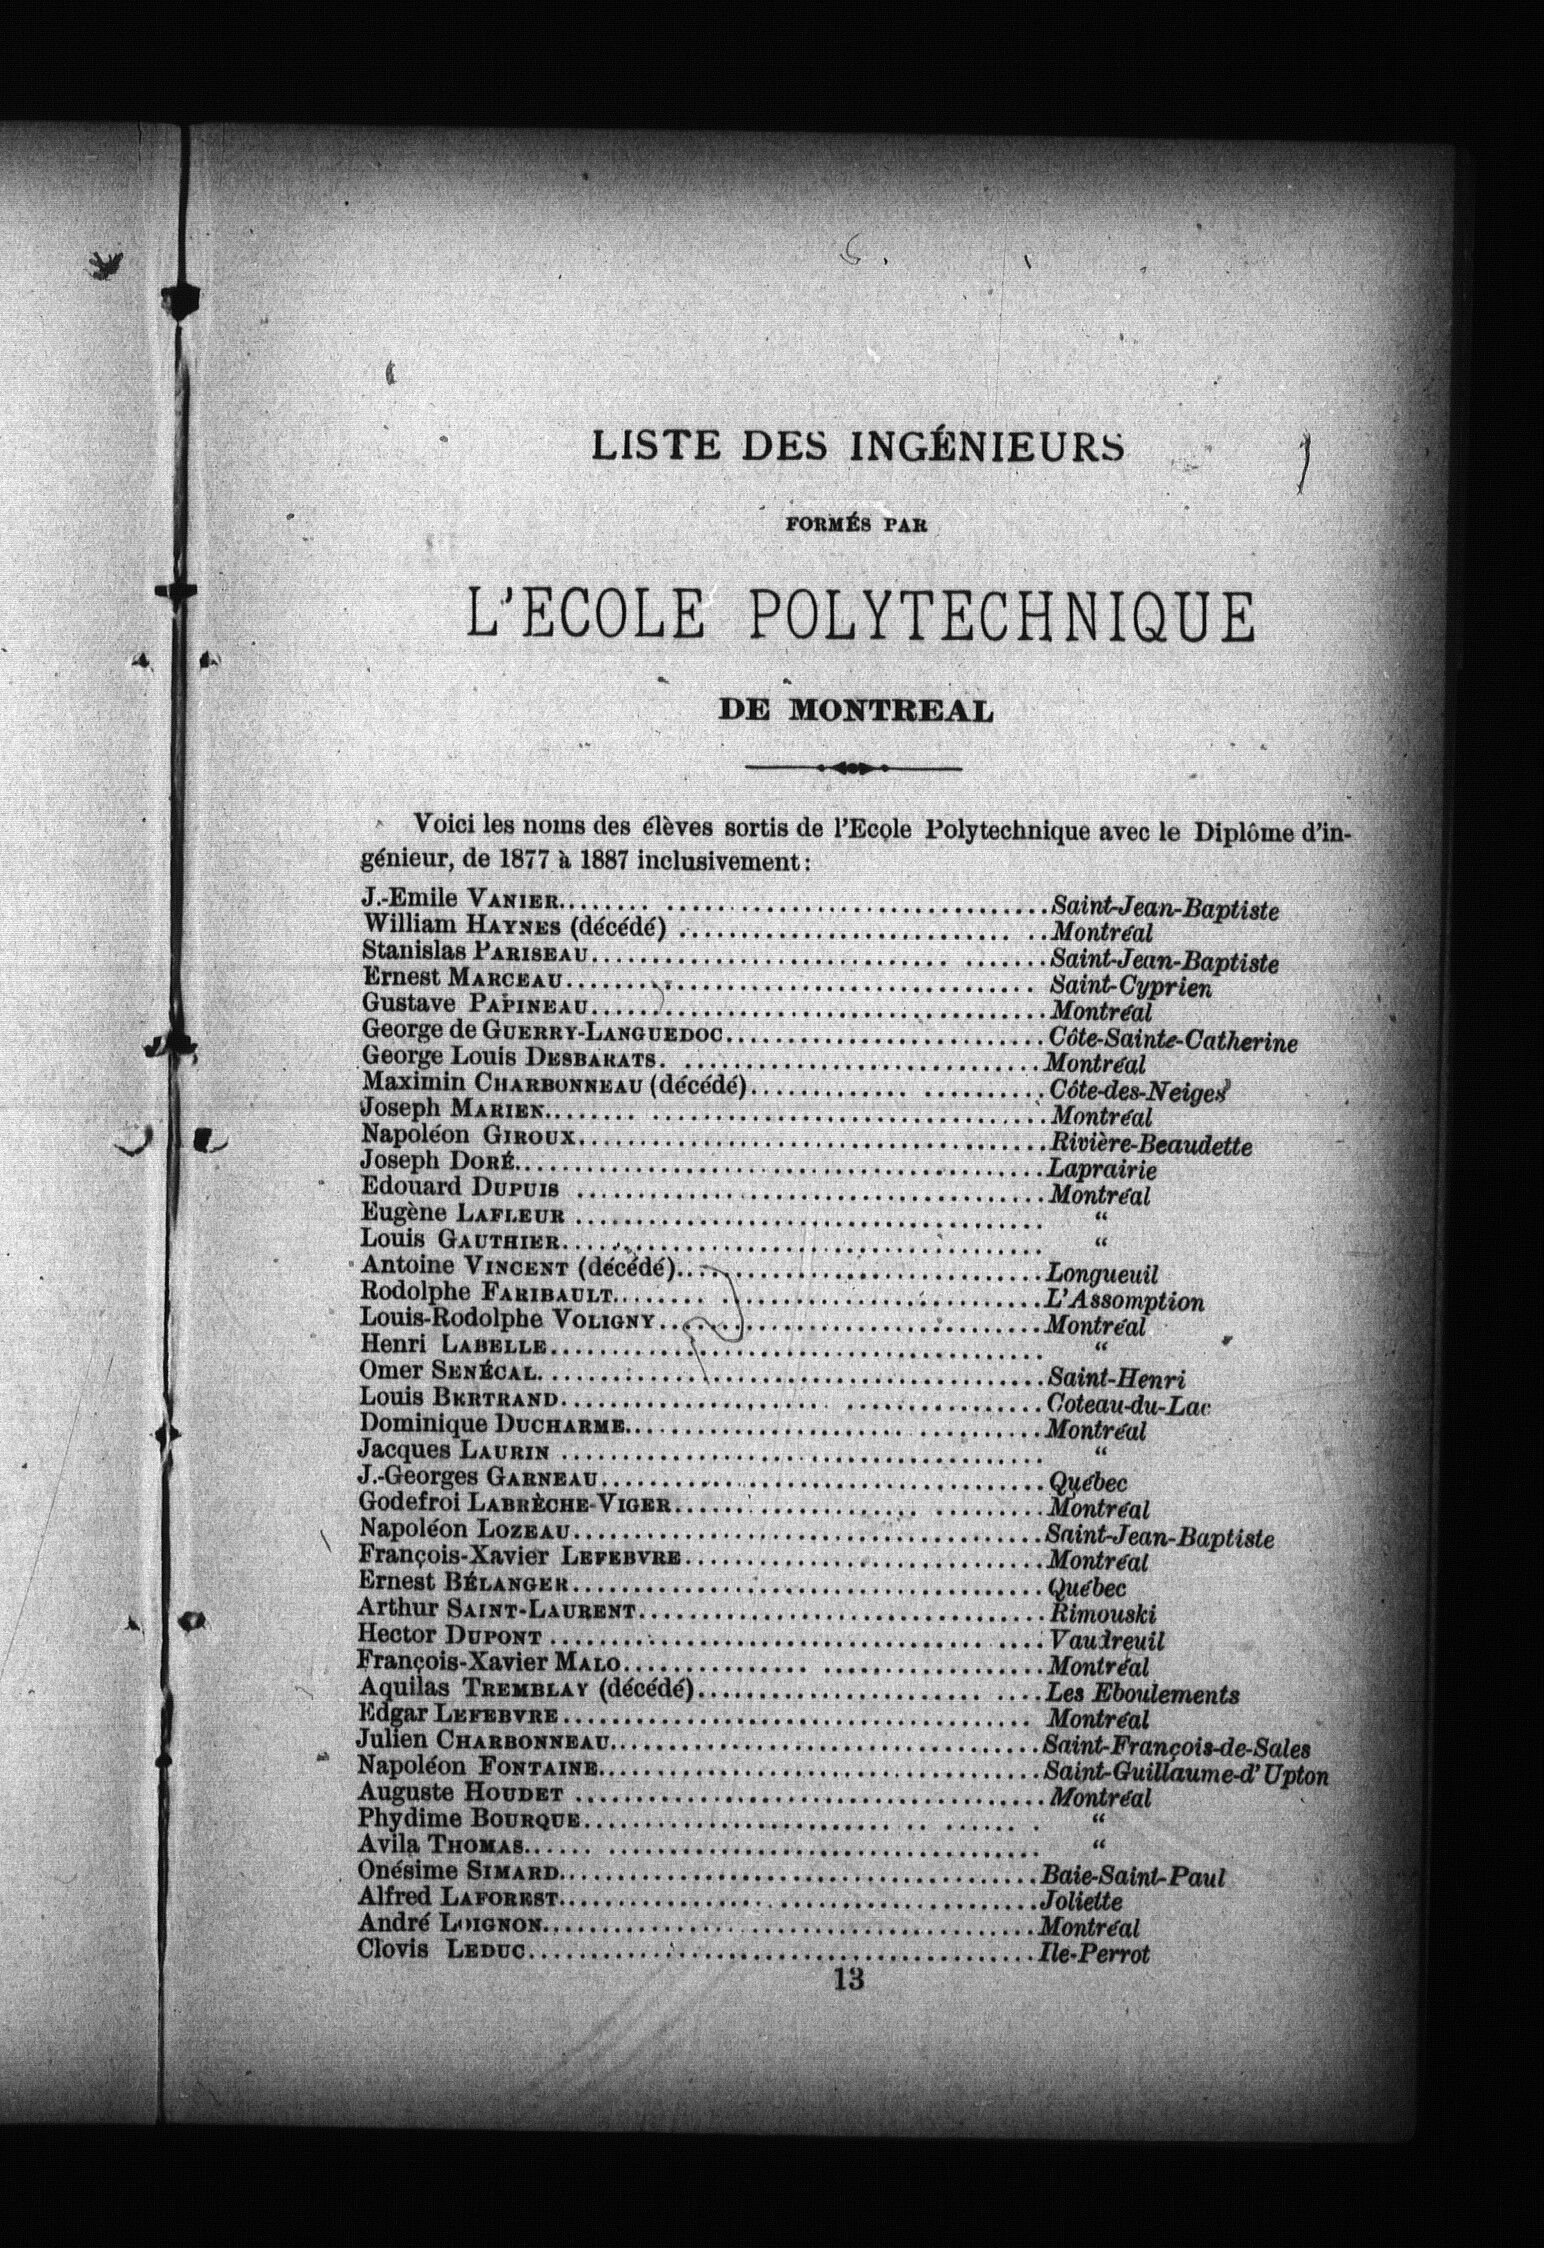 LISTE DES INGÉNIEURS
FORMÉS PAR
L'ECOLE POLYTECHNIQUE
DE MONTREAL
Voici les noms des élèves sortis de l'Ecole Polytechnique avec le Diplôme d'in-
génieur, de 1877 à 1887 inclusivement:
J.-Emile VANIER........ ...............................Saint-Jean-Baptiste
William HAYNES (décédé) ........................... ..Montréal
Stanislas PARISEAU............................. .......Saint-Jean-Baptiste
Ernest MARCEAU...................................... Saint-Cyprien
Gustave PAPINEAU.....................................Montréal
George de GUERRY-LANGUEDOC..........................Côte-Sainte-Catherine
George Louis DESBARATS. .............................Montréal
Maximin CHARBONNEAU (décédé)............. ..........Côte-des-Neiges
Joseph MARIEN........ ................................Montréal
Napoléon GIROUX......................................Rivière-Beaudette
Joseph DORÉ...........................................Laprairie
Edouard DUPUIS ......................................Montréal
Eugène LAFLEUR ...................................... “
Louis GAUTHIER....................................... “
Antoine VINCENT (décédé)..............................Longueuil
Rodolphe FARIBAULT........ ..........................L'Assomption
Louis-Rodolphe VOLIGNY...............................Montréal
Henri LABELLE........................................ “
Omer SENÉCAL.........................................Saint-Henri
Louis BERTRAND...................... ................Coteau-du-Lac
Dominique DUCHARME....................... ..........Montréal
Jacques LAURIN ....................................... “
J.-Georges GARNEAU....................................Québec
Godefroi LABRÈCHE-VIGER.................... .........Montréal
Napoléon LOZEAU......................................Saint-Jean-Baptiste
François-Xavier LEFEBVRE.............................Montréal
Ernest BÉLANGER......................................Québec
Arthur SAINT-LAURENT.................................Rimouski
Hector DUPONT ................................... ....Vaudreuil
François-Xavier MALO............... ..................Montréal
Aquilas TREMBLAY (décédé)....................... ....Les Eboulements
Edgar LEFEBVRE...................................... Montréal
Julien CHARBONNEAU...................................Saint-François-de-Sales
Napoléon FONTAINE....................................Saint-Guillaume-d'Upton
Auguste HOUDET ......................................Montréal
Phydime BOURQUE............................ ...... . “
Avila THOMAS...... ................................... “
Onésime SIMARD.......................................Baie-Saint-Paul
Alfred LAFOREST......................................Joliette
André LOIGNON........................................Montréal
Clovis LEDUC.........................................Ile-Perrot
13